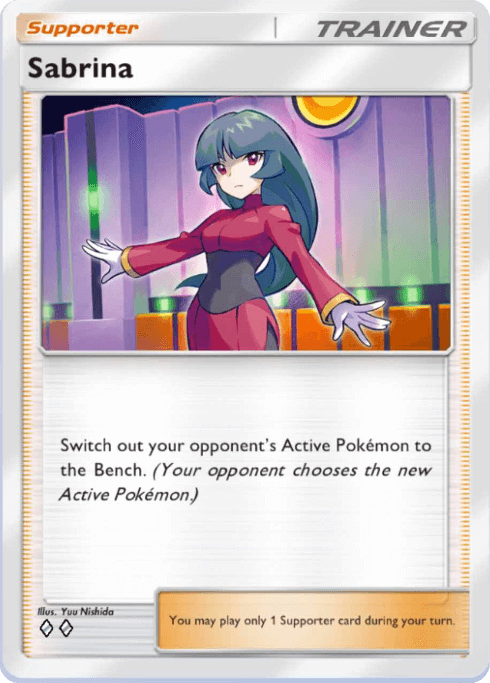 Supporter
TRAINER
Sabrina
Switch out your opponent's Active Pokémon to
the Bench. (Your opponent chooses the new
Active Pokémon.)
Illus. Yuu Nishida
You may play only 1 Supporter card during your turn.